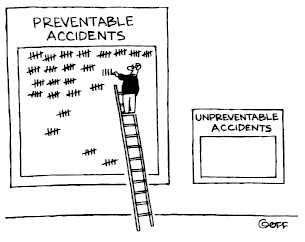 PREVENTABLE
ACCIDENTS
UNPREVENTABLE
ACCIDENTS
GOFF